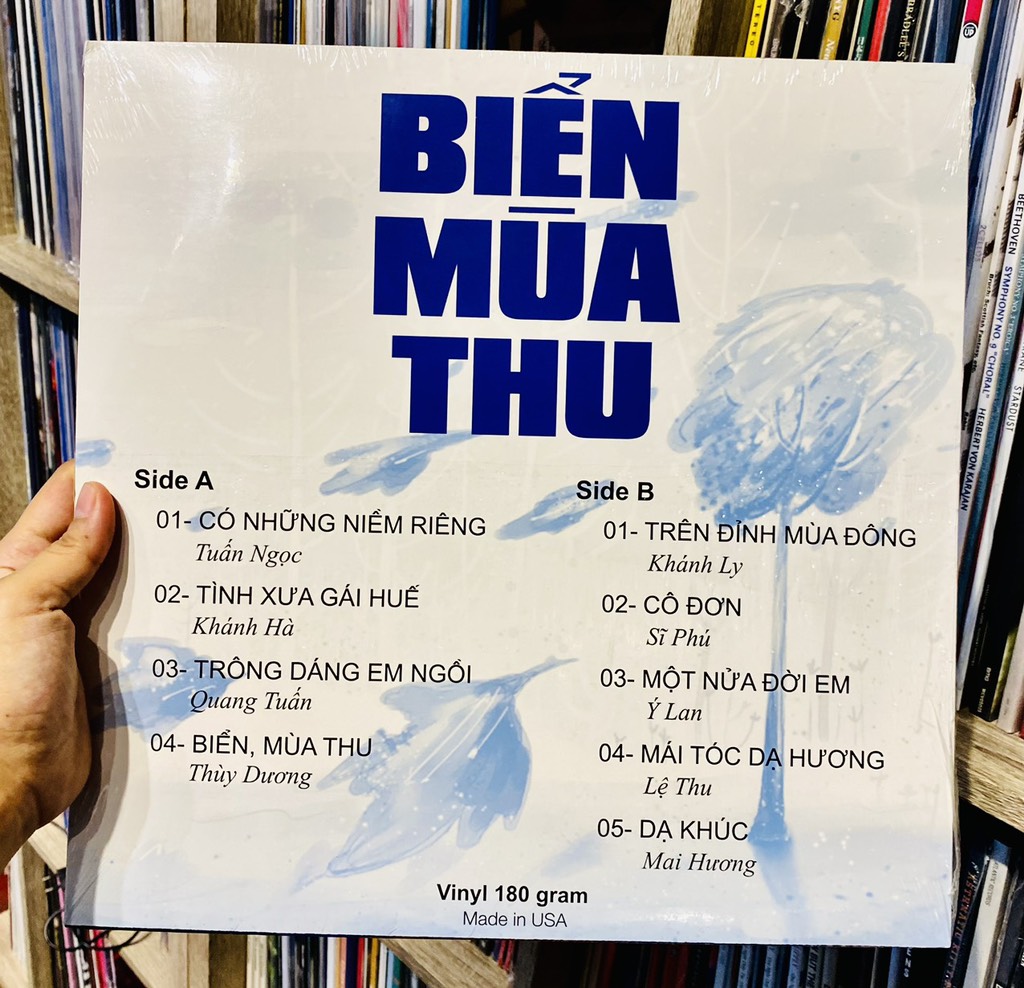 BIỂN
MÙA
THU
Side A
01- CÓ NHỮNG NIỀM RIÊNG
Tuấn Ngọc
02- TÌNH XƯA GÁI HUẾ
Khánh Hà
03- TRÔNG DÁNG EM NGỒI
Quang Tuấn
04- BIỂN, MÙA THU
Thùy Dương
Side B
01- TRÊN ĐỈNH MÙA ĐÔNG
Khánh Ly
02- CÔ ĐƠN
Sĩ Phú
03- MỘT NỬA ĐỜI EM
Ý Lan
04- MÁI TÓC DẠ HƯƠNG
Lệ Thu
05- DẠ KHÚC
Mai Hương
Vinyl 180 gram
Made in USA
BEETHOVEN SYMPHONY NO. 9 "CHORAL" HERBERT VON KARAJAN
STARDUST